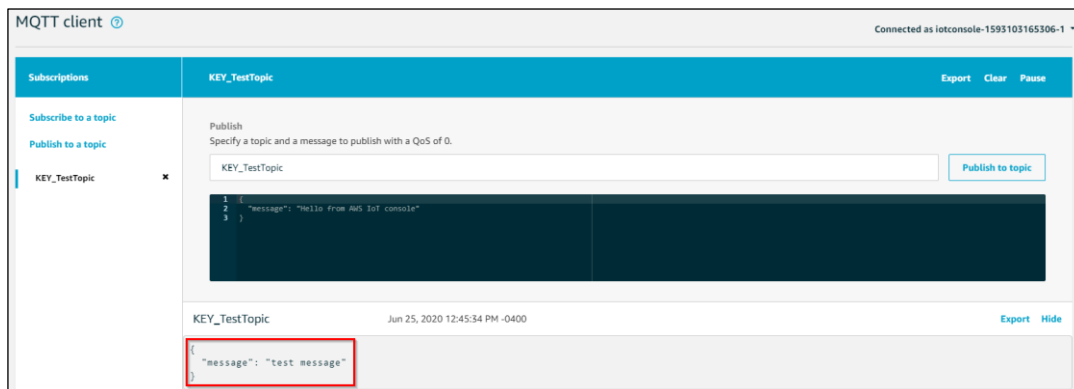 MQTT client ?
Connected as iotconsole-1593103165306-1
Subscriptions
KEY_TestTopic
Export Clear Pause
Subscribe to a topic
Publish to a topic
KEY_TestTopic ×
Publish
Specify a topic and a message to publish with a QoS of 0.
KEY_TestTopic
Publish to topic
1 {
2 "message": "Hello from AWS IoT console"
3 }
KEY_TestTopic
Jun 25, 2020 12:45:34 PM -0400
Export Hide
{
"message": "test message"
}